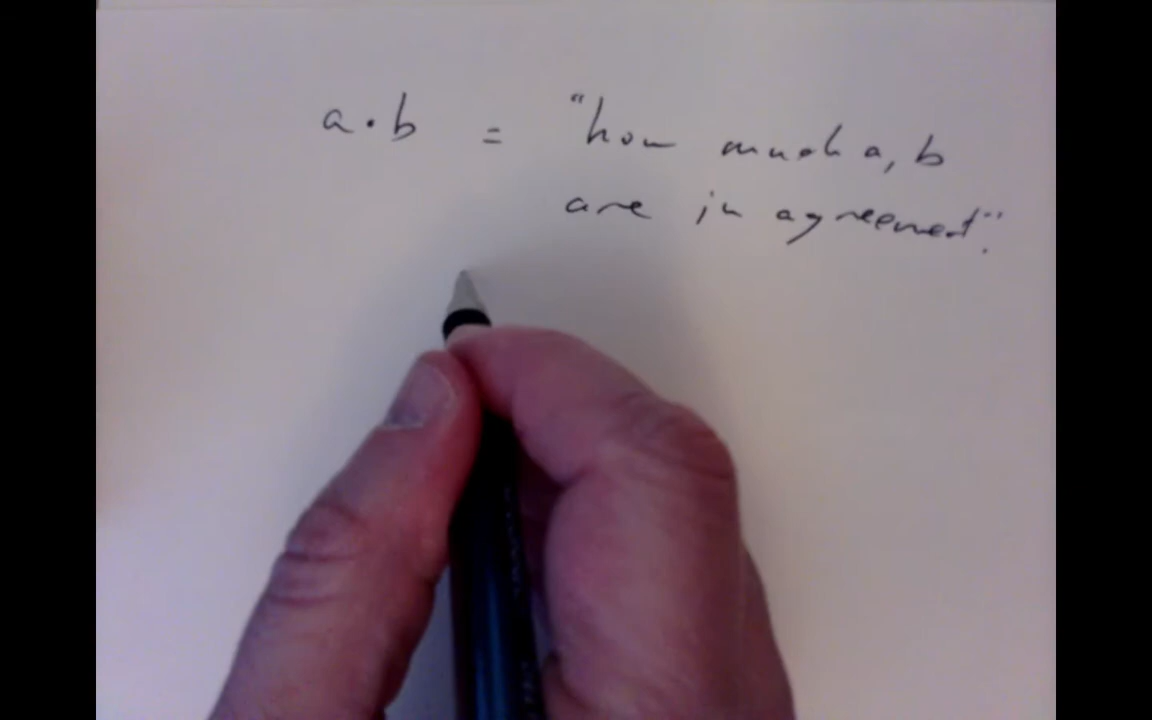 a·b = "how much a, b
are in agreement".